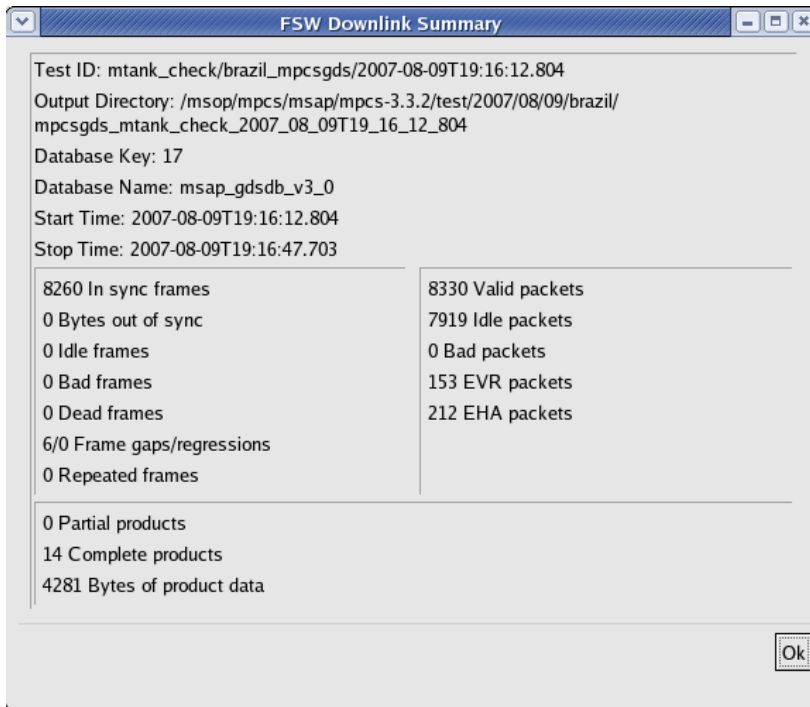 FSW Downlink Summary
Test ID: mtank_check/brazil_mpcsgds/2007-08-09T19:16:12.804
Output Directory: /msop/mpcs/msap/mpcs-3.3.2/test/2007/08/09/brazil/
mpcsgds_mtank_check_2007_08_09T19_16_12_804
Database Key: 17
Database Name: msap_gdsdb_v3_0
Start Time: 2007-08-09T19:16:12.804
Stop Time: 2007-08-09T19:16:47.703
8260 In sync frames
0 Bytes out of sync
0 Idle frames
0 Bad frames
0 Dead frames
6/0 Frame gaps/regressions
0 Repeated frames
8330 Valid packets
7919 Idle packets
0 Bad packets
153 EVR packets
212 EHA packets
0 Partial products
14 Complete products
4281 Bytes of product data
Ok